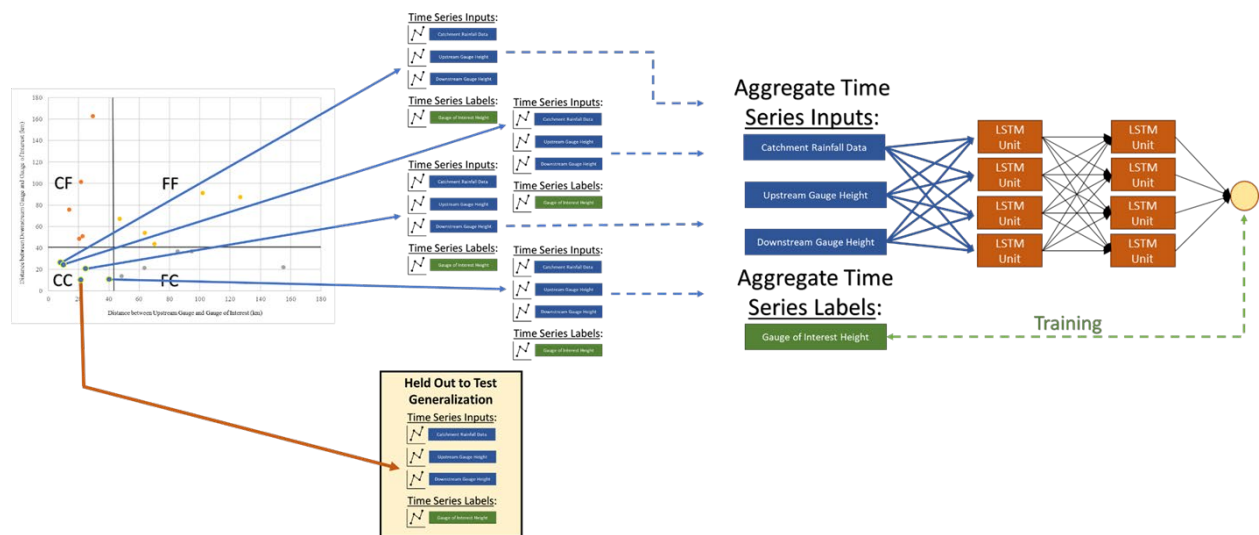 Time Series Inputs:
Catchment Rainfall Data
Upstream Gauge Height
Downstream Gauge Height
Time Series Labels:
Gauge of Interest Height
Time Series Inputs:
Catchment Rainfall Data
Upstream Gauge Height
Downstream Gauge Height
Time Series Labels:
Gauge of Interest Height
Time Series Inputs:
Catchment Rainfall Data
Upstream Gauge Height
Downstream Gauge Height
Time Series Labels:
Gauge of Interest Height
Time Series Inputs:
Catchment Rainfall Data
Upstream Gauge Height
Downstream Gauge Height
Time Series Labels:
Gauge of Interest Height
Distance between Downstream Gauge and Gauge of Interest (km)
180
160
140
120
100
80
60
40
20
0
CF
FF
CC
FC
0 20 40 60 80 100 120 140 160 180
Distance between Upstream Gauge and Gauge of Interest (km)
Held Out to Test
Generalization
Time Series Inputs:
Catchment Rainfall Data
Upstream Gauge Height
Downstream Gauge Height
Time Series Labels:
Gauge of Interest Height
Aggregate Time
Series Inputs:
Catchment Rainfall Data
Upstream Gauge Height
Downstream Gauge Height
LSTM
Unit
LSTM
Unit
LSTM
Unit
LSTM
Unit
LSTM
Unit
LSTM
Unit
LSTM
Unit
LSTM
Unit
Aggregate Time
Series Labels:
Gauge of Interest Height
Training